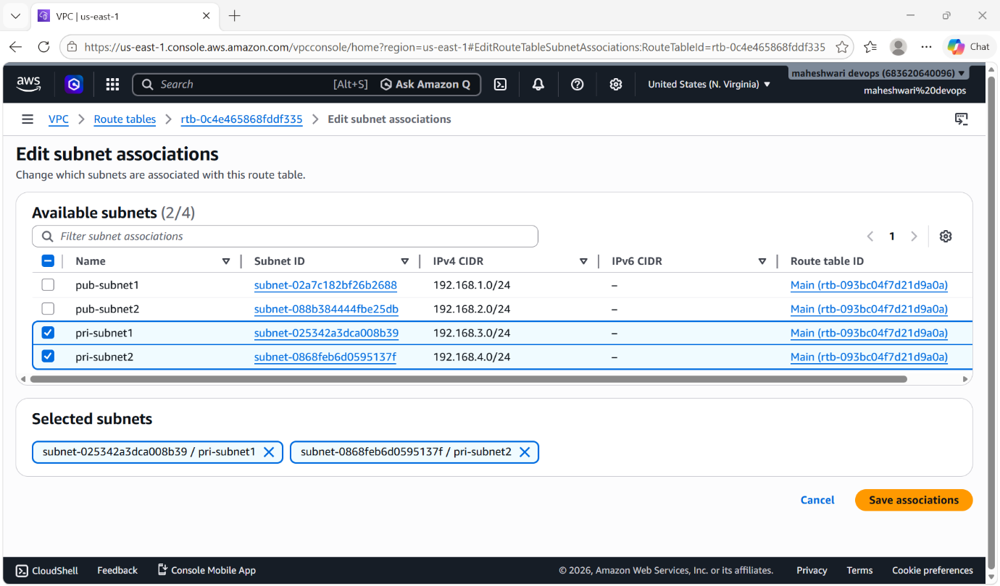 VPC | us-east-1
https://us-east-1.console.aws.amazon.com/vpcconsole/home?region=us-east-1#EditRouteTableSubnetAssociations:RouteTableId=rtb-0c4e465868fddf335
Chat
aws
Search [Alt+S] Ask Amazon Q
United States (N. Virginia)
maheshwari devops (683620640096)
maheshwari%20devops
VPC > Route tables > rtb-0c4e465868fddf335 > Edit subnet associations
Edit subnet associations
Change which subnets are associated with this route table.
Available subnets (2/4)
Filter subnet associations
1
Name Subnet ID IPv4 CIDR IPv6 CIDR Route table ID
pub-subnet1 subnet-02a7c182bf26b2688 192.168.1.0/24 – Main (rtb-093bc04f7d21d9a0a)
pub-subnet2 subnet-088b384444fbe25db 192.168.2.0/24 – Main (rtb-093bc04f7d21d9a0a)
pri-subnet1 subnet-025342a3dca008b39 192.168.3.0/24 – Main (rtb-093bc04f7d21d9a0a)
pri-subnet2 subnet-0868feb6d0595137f 192.168.4.0/24 – Main (rtb-093bc04f7d21d9a0a)
Selected subnets
subnet-025342a3dca008b39 / pri-subnet1 subnet-0868feb6d0595137f / pri-subnet2
Cancel Save associations
CloudShell Feedback Console Mobile App © 2026, Amazon Web Services, Inc. or its affiliates. Privacy Terms Cookie preferences